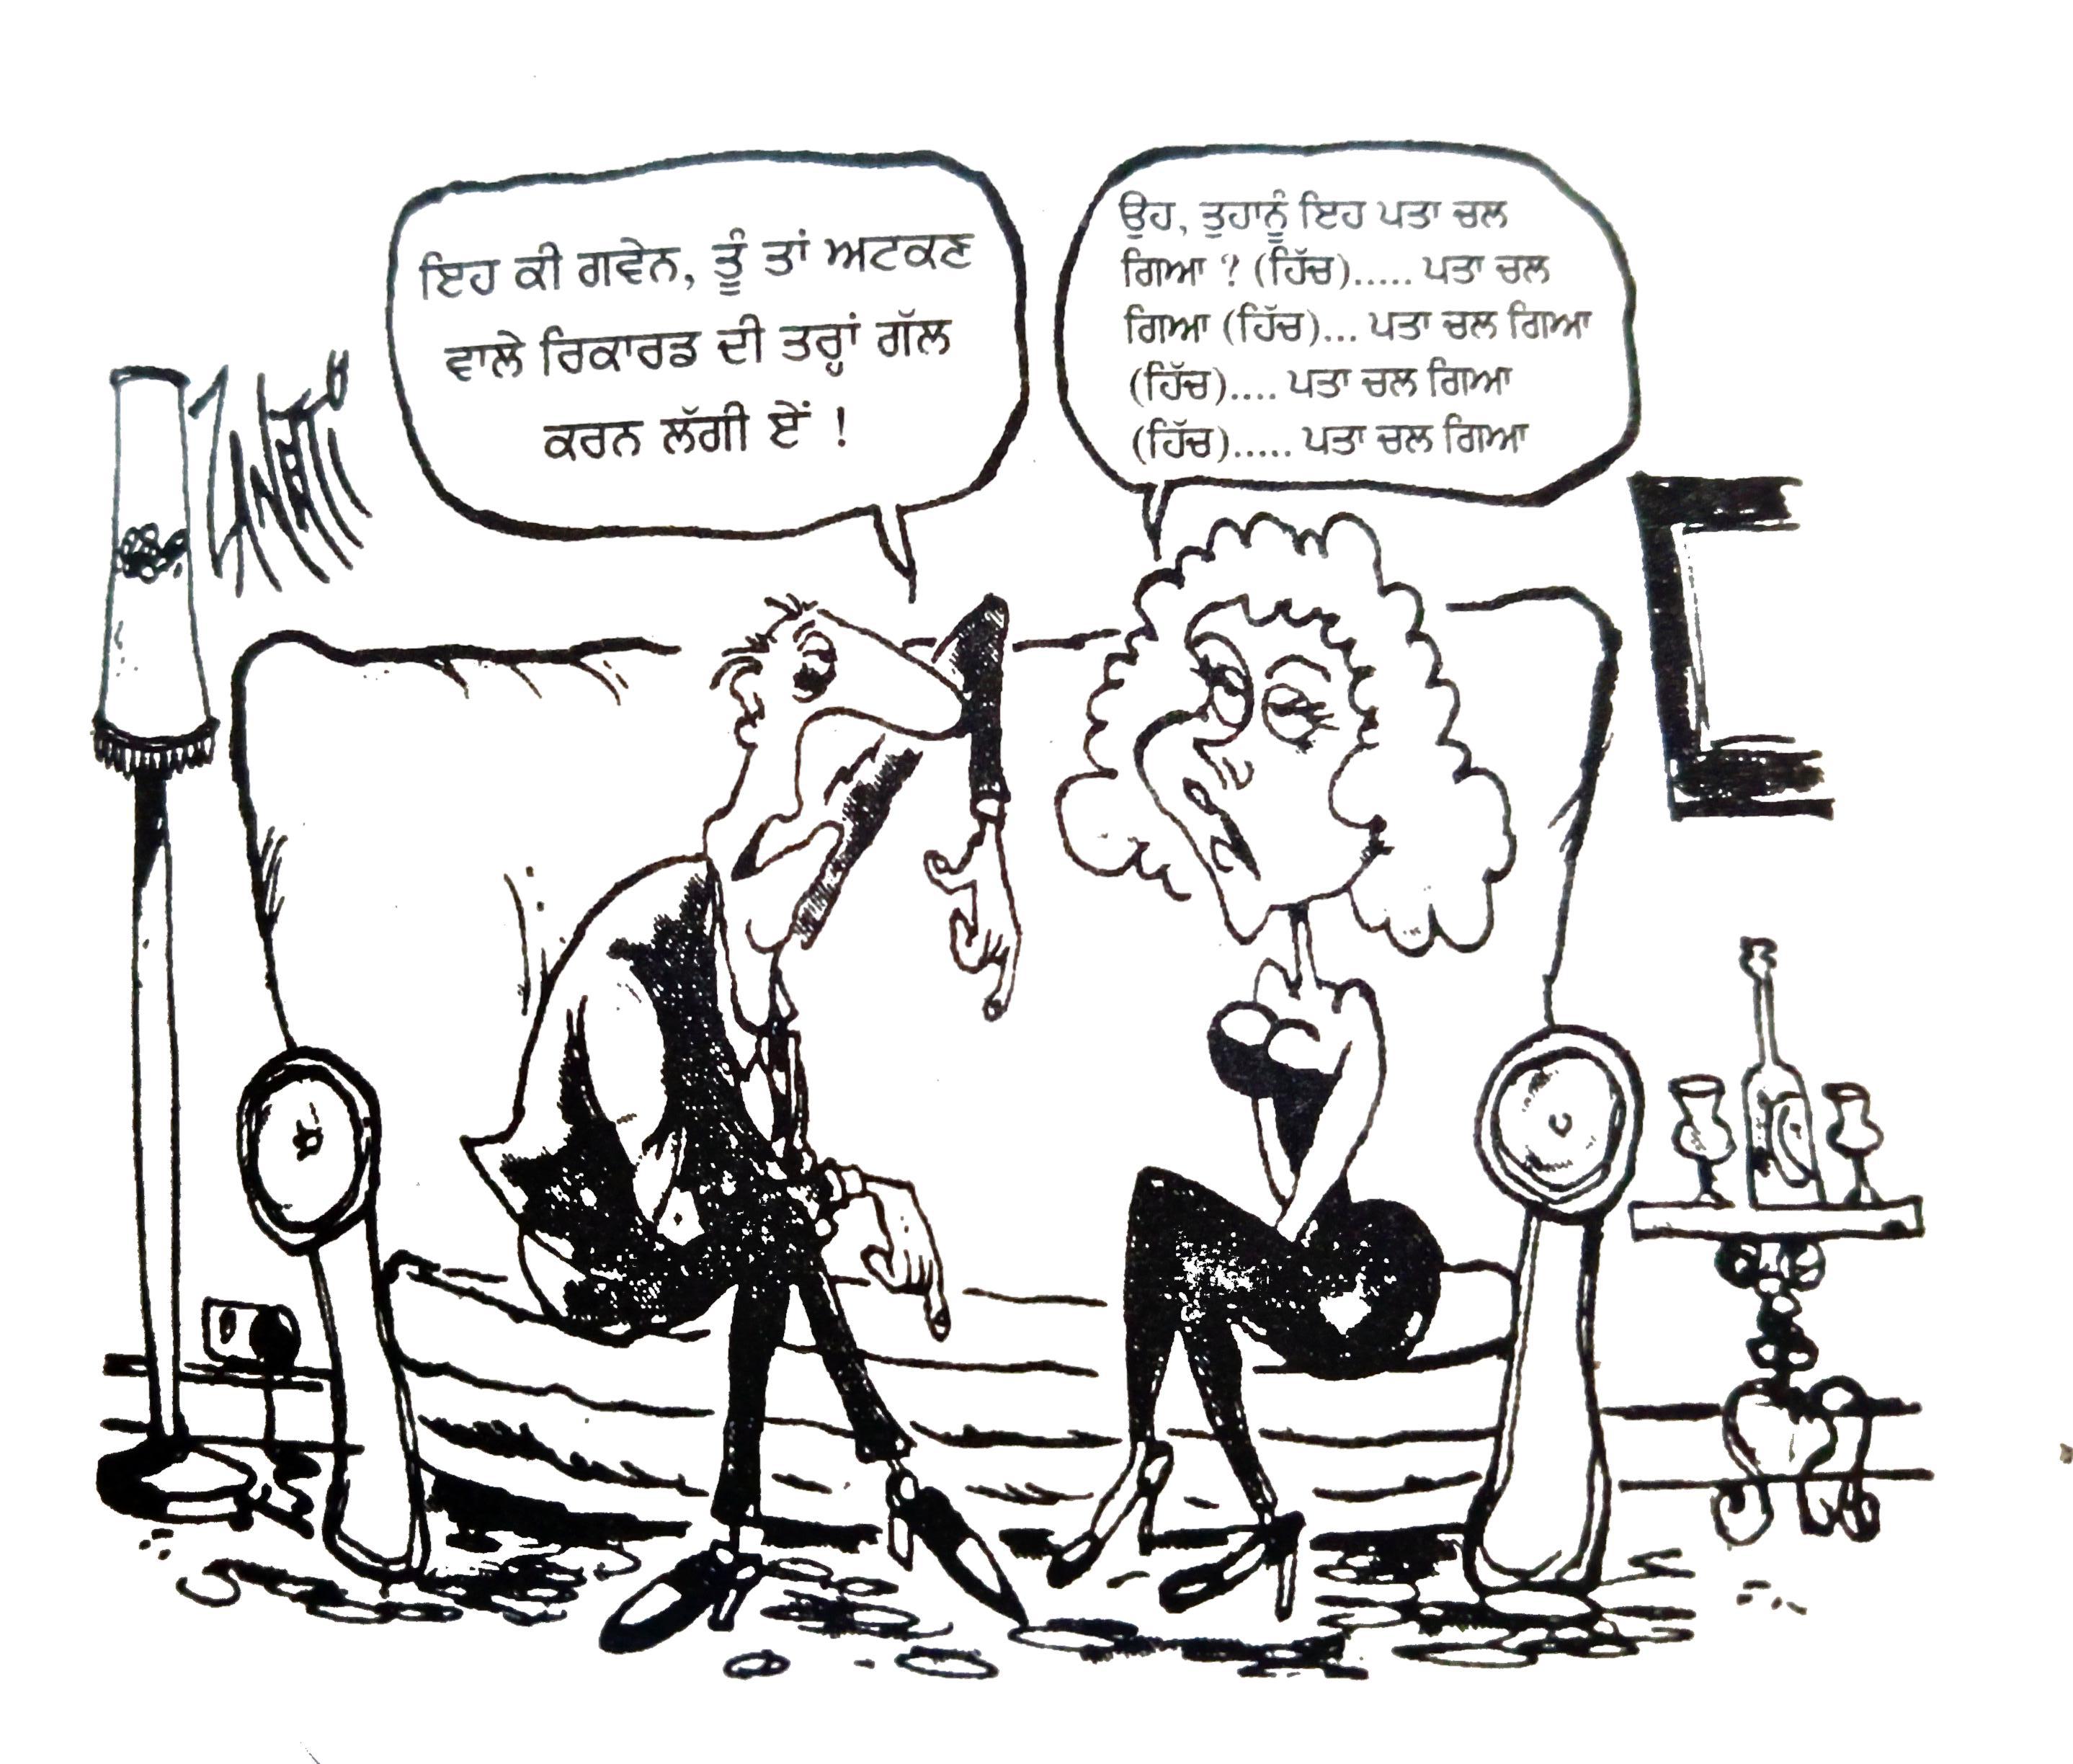 ਇਹ ਕੀ ਗਵੇਨ, ਤੂੰ ਤਾਂ ਅਟਕਣ
ਵਾਲੇ ਰਿਕਾਰਡ ਦੀ ਤਰ੍ਹਾਂ ਗੱਲ
ਕਰਨ ਲੱਗੀ ਏਂ !
ਉਹ, ਤੁਹਾਨੂੰ ਇਹ ਪਤਾ ਚਲ
ਗਿਆ ? (ਹਿੱਚ)..... ਪਤਾ ਚਲ
ਗਿਆ (ਹਿੱਚ)... ਪਤਾ ਚਲ ਗਿਆ
(ਹਿੱਚ).... ਪਤਾ ਚਲ ਗਿਆ
(ਹਿੱਚ)..... ਪਤਾ ਚਲ ਗਿਆ